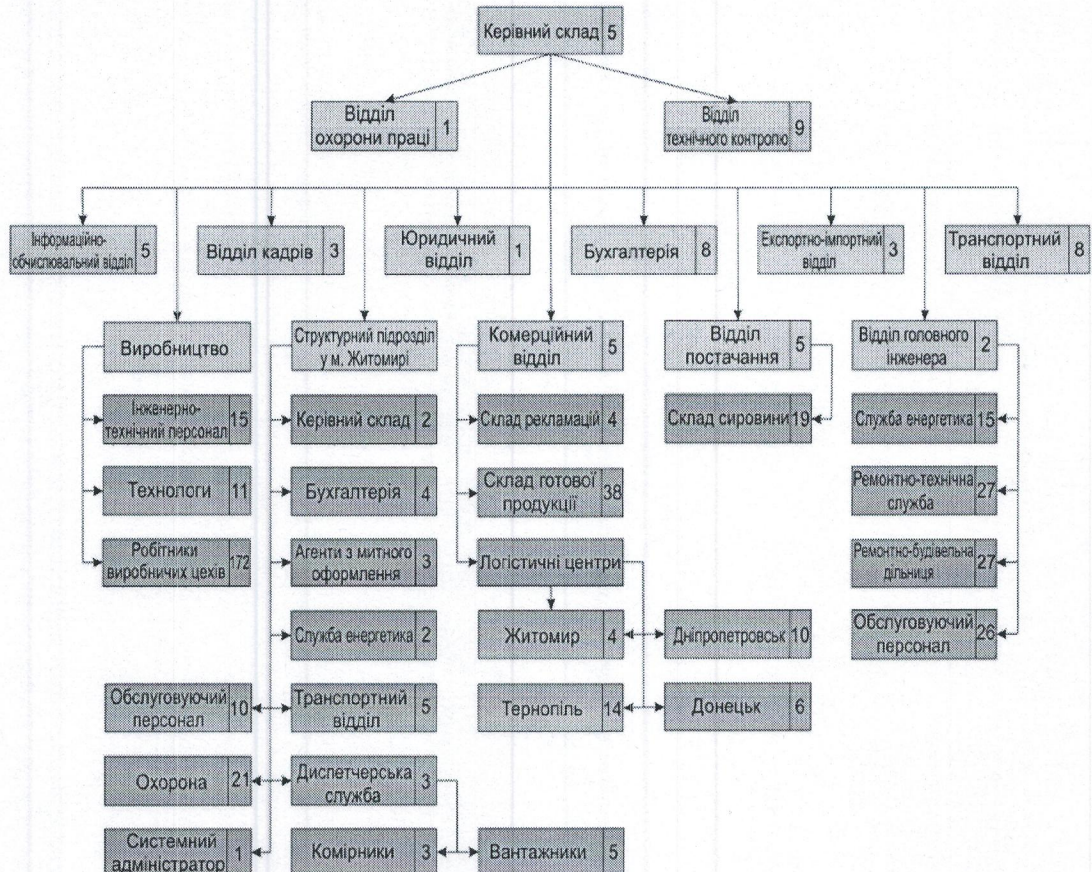 Керівний склад 5
Відділ
охорони праці 1
Відділ
технічного контролю 9
Інформаційно-
обчислювальний відділ 5
Відділ кадрів 3
Юридичний
відділ 1
Бухгалтерія 8
Експортно-імпортний
відділ 3
Транспортний
відділ 8
Виробництво
Структурний підрозділ
у м. Житомирі
Комерційний
відділ 5
Відділ
постачання 5
Відділ головного
інженера 2
Інженерно-
технічний персонал 15
Керівний склад 2
Склад рекламацій 4
Склад сировини 19
Служба енергетика 15
Технологи 11
Бухгалтерія 4
Склад готової
продукції 38
Ремонтно-технічна
служба 27
Робітники
виробничих цехів 172
Агенти з митного
оформлення 3
Логістичні центри
Ремонтно-будівельна
дільниця 27
Служба енергетика 2
Житомир 4
Дніпропетровськ 10
Обслуговуючий
персонал 26
Обслуговуючий
персонал 10
Транспортний
відділ 5
Тернопіль 14
Донецьк 6
Охорона 21
Диспетчерська
служба 3
Системний
адміністратор 1
Комірники 3
Вантажники 5